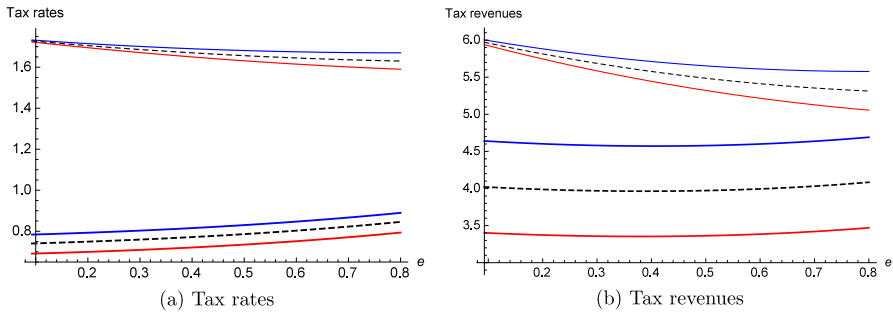 Tax rates
1.6
1.4
1.2
1.0
0.8
0.2 0.3 0.4 0.5 0.6 0.7 0.8 e
(a) Tax rates
Tax revenues
6.0
5.5
5.0
4.5
4.0
3.5
0.2 0.3 0.4 0.5 0.6 0.7 0.8 e
(b) Tax revenues